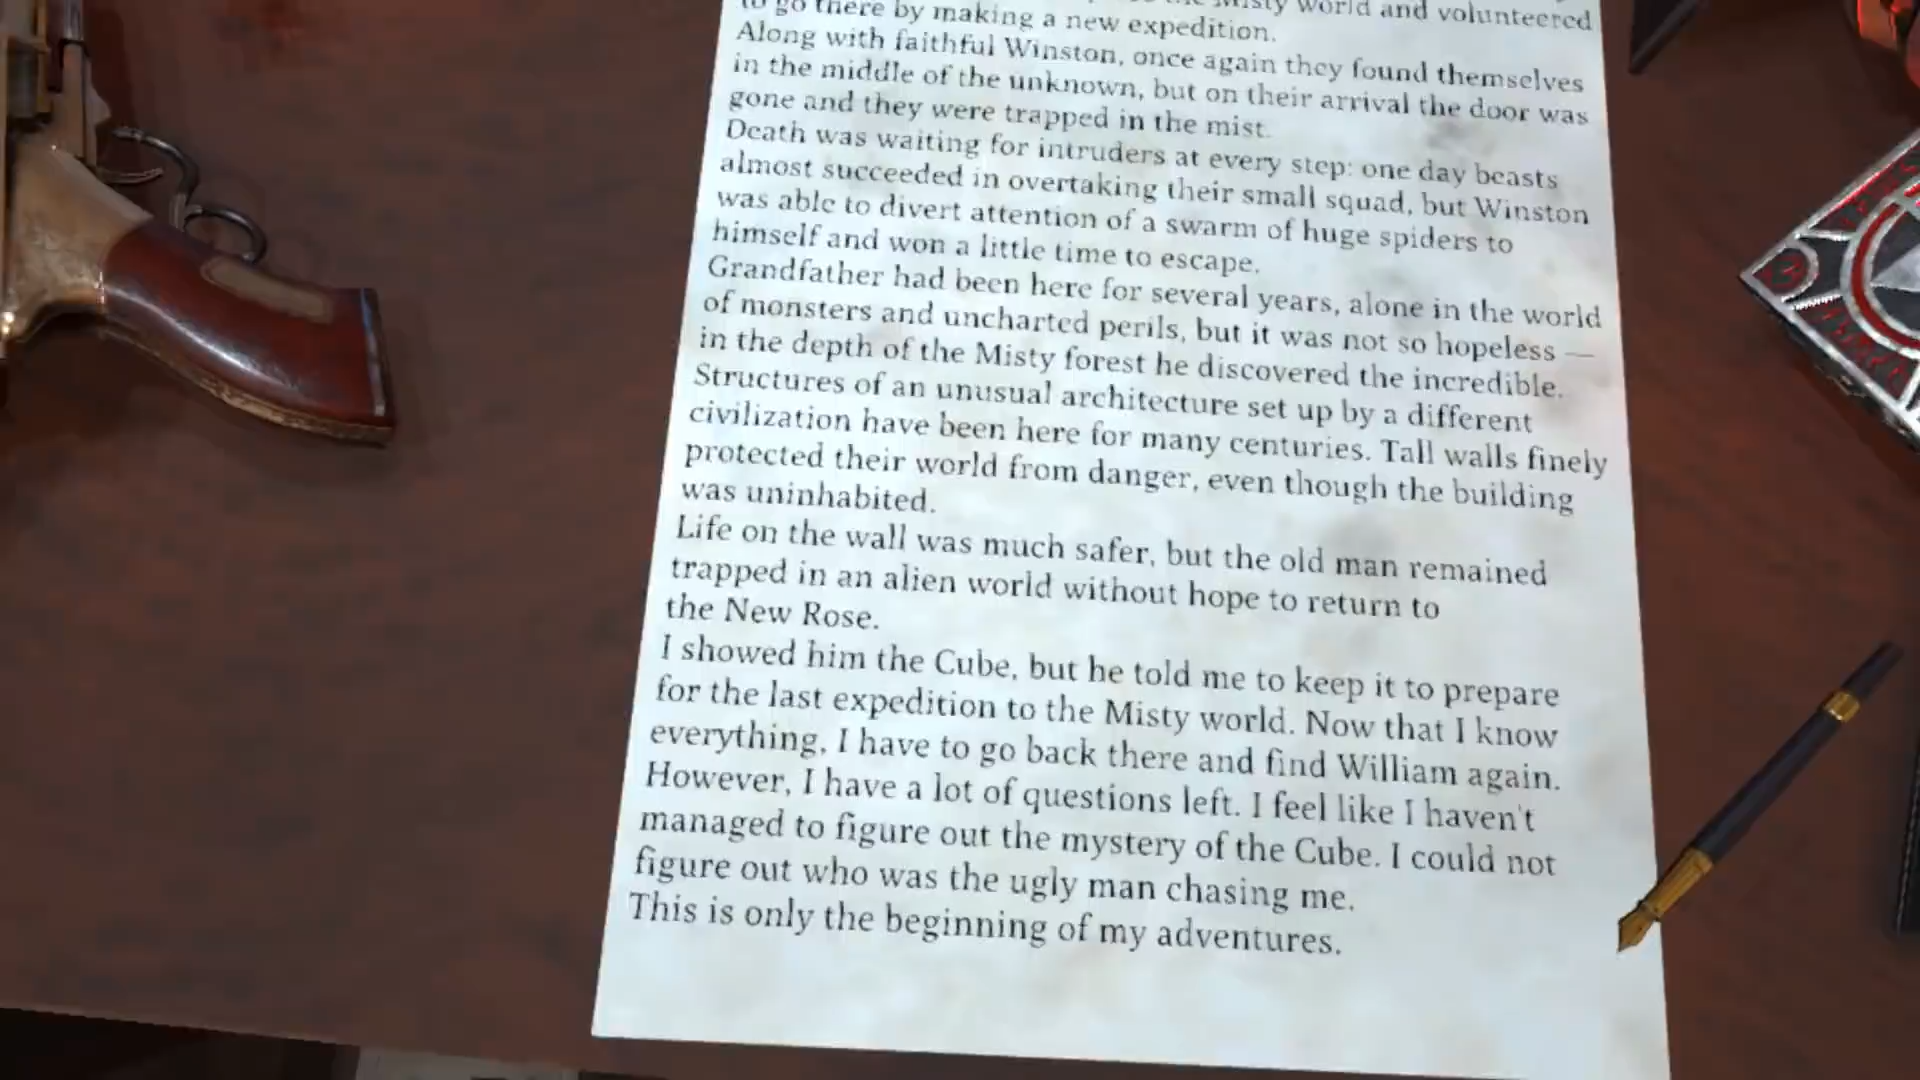 to go there by making a new expedition.
Misty world and volunteered
Along with faithful Winston, once again they found themselves
in the middle of the unknown, but on their arrival the door was
gone and they were trapped in the mist.
Death was waiting for intruders at every step: one day beasts
almost succeeded in overtaking their small squad, but Winston
was able to divert attention of a swarm of huge spiders to
himself and won a little time to escape.
Grandfather had been here for several years, alone in the world
of monsters and uncharted perils, but it was not so hopeless —
in the depth of the Misty forest he discovered the incredible.
Structures of an unusual architecture set up by a different
civilization have been here for many centuries. Tall walls finely
protected their world from danger, even though the building
was uninhabited.
Life on the wall was much safer, but the old man remained
trapped in an alien world without hope to return to
the New Rose.
I showed him the Cube, but he told me to keep it to prepare
for the last expedition to the Misty world. Now that I know
everything, I have to go back there and find William again.
However, I have a lot of questions left. I feel like I haven't
managed to figure out the mystery of the Cube. I could not
figure out who was the ugly man chasing me.
This is only the beginning of my adventures.